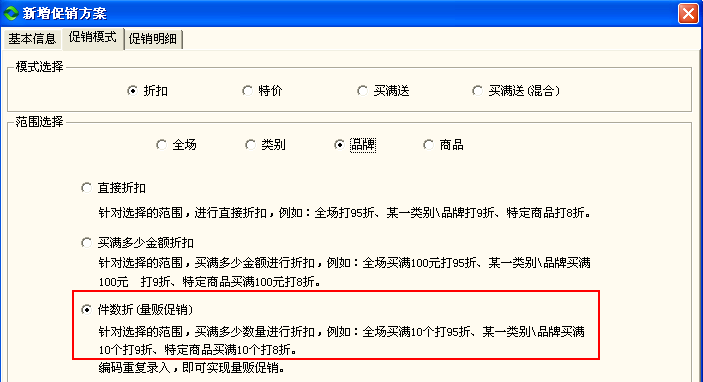 新增促销方案
基本信息 促销模式 促销明细
模式选择
折扣 特价 买满送 买满送(混合)
范围选择
全场 类别 品牌 商品
直接折扣
针对选择的范围，进行直接折扣，例如：全场打95折、某一类别\品牌打9折、特定商品打8折。
买满多少金额折扣
针对选择的范围，买满多少金额进行折扣，例如：全场买满100元打95折、某一类别\品牌买满
100元 打9折、特定商品买满100元打8折。
件数折(量贩促销)
针对选择的范围，买满多少数量进行折扣，例如：全场买满10个打95折、某一类别\品牌买满
10个打9折、特定商品买满10个打8折。
编码重复录入，即可实现量贩促销。